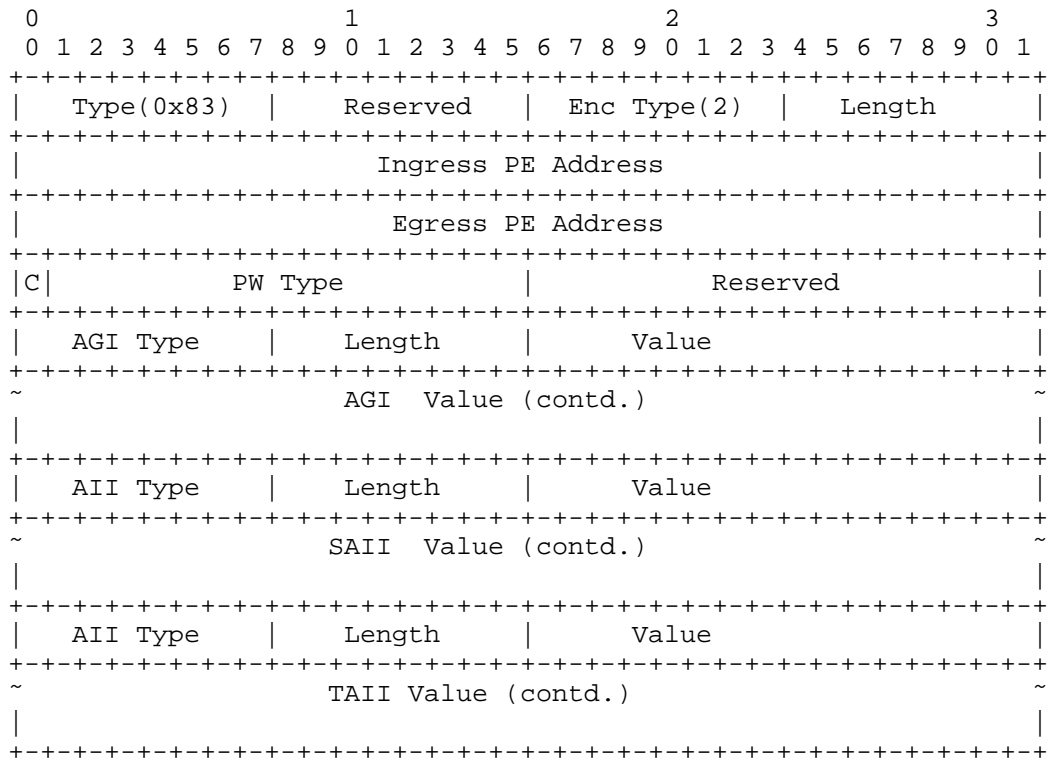 0                   1                   2                   3
 0 1 2 3 4 5 6 7 8 9 0 1 2 3 4 5 6 7 8 9 0 1 2 3 4 5 6 7 8 9 0 1
+-+-+-+-+-+-+-+-+-+-+-+-+-+-+-+-+-+-+-+-+-+-+-+-+-+-+-+-+-+-+-+-+
|   Type(0x83)  |    Reserved   |  Enc Type(2)  |   Length      |
+-+-+-+-+-+-+-+-+-+-+-+-+-+-+-+-+-+-+-+-+-+-+-+-+-+-+-+-+-+-+-+-+
|                      Ingress PE Address                       |
+-+-+-+-+-+-+-+-+-+-+-+-+-+-+-+-+-+-+-+-+-+-+-+-+-+-+-+-+-+-+-+-+
|                       Egress PE Address                       |
+-+-+-+-+-+-+-+-+-+-+-+-+-+-+-+-+-+-+-+-+-+-+-+-+-+-+-+-+-+-+-+-+
|C|           PW Type             |           Reserved          |
+-+-+-+-+-+-+-+-+-+-+-+-+-+-+-+-+-+-+-+-+-+-+-+-+-+-+-+-+-+-+-+-+
|   AGI Type    |    Length     |      Value                    |
+-+-+-+-+-+-+-+-+-+-+-+-+-+-+-+-+-+-+-+-+-+-+-+-+-+-+-+-+-+-+-+-+
~                    AGI  Value (contd.)                        ~
|                                                               |
+-+-+-+-+-+-+-+-+-+-+-+-+-+-+-+-+-+-+-+-+-+-+-+-+-+-+-+-+-+-+-+-+
|   AII Type    |    Length     |      Value                    |
+-+-+-+-+-+-+-+-+-+-+-+-+-+-+-+-+-+-+-+-+-+-+-+-+-+-+-+-+-+-+-+-+
~                   SAII  Value (contd.)                        ~
|                                                               |
+-+-+-+-+-+-+-+-+-+-+-+-+-+-+-+-+-+-+-+-+-+-+-+-+-+-+-+-+-+-+-+-+
|   AII Type    |    Length     |      Value                    |
+-+-+-+-+-+-+-+-+-+-+-+-+-+-+-+-+-+-+-+-+-+-+-+-+-+-+-+-+-+-+-+-+
~                   TAII Value (contd.)                         ~
|                                                               |
+-+-+-+-+-+-+-+-+-+-+-+-+-+-+-+-+-+-+-+-+-+-+-+-+-+-+-+-+-+-+-+-+